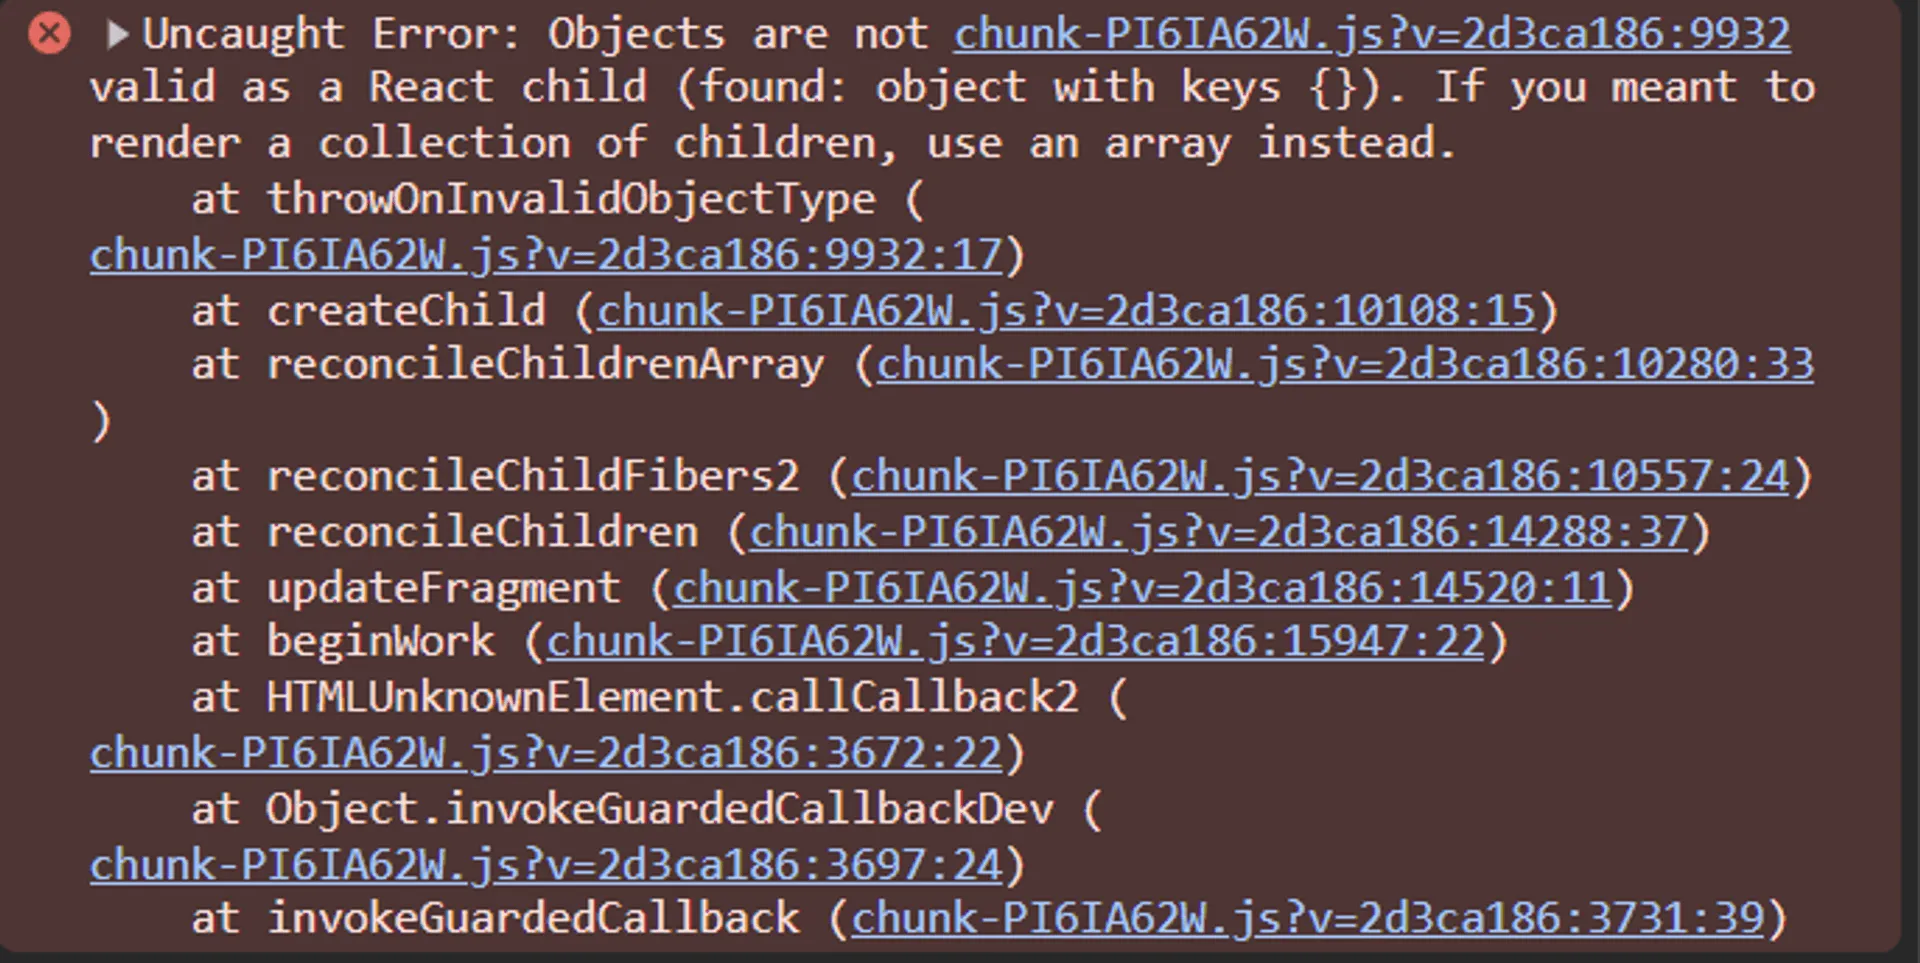 Uncaught Error: Objects are not chunk-PI6IA62W.js?v=2d3ca186:9932
valid as a React child (found: object with keys {}). If you meant to
render a collection of children, use an array instead.
at throwOnInvalidObjectType (
chunk-PI6IA62W.js?v=2d3ca186:9932:17)
at createChild (chunk-PI6IA62W.js?v=2d3ca186:10108:15)
at reconcileChildrenArray (chunk-PI6IA62W.js?v=2d3ca186:10280:33
)
at reconcileChildFibers2 (chunk-PI6IA62W.js?v=2d3ca186:10557:24)
at reconcileChildren (chunk-PI6IA62W.js?v=2d3ca186:14288:37)
at updateFragment (chunk-PI6IA62W.js?v=2d3ca186:14520:11)
at beginWork (chunk-PI6IA62W.js?v=2d3ca186:15947:22)
at HTMLUnknownElement.callCallback2 (
chunk-PI6IA62W.js?v=2d3ca186:3672:22)
at Object.invokeGuardedCallbackDev (
chunk-PI6IA62W.js?v=2d3ca186:3697:24)
at invokeGuardedCallback (chunk-PI6IA62W.js?v=2d3ca186:3731:39)